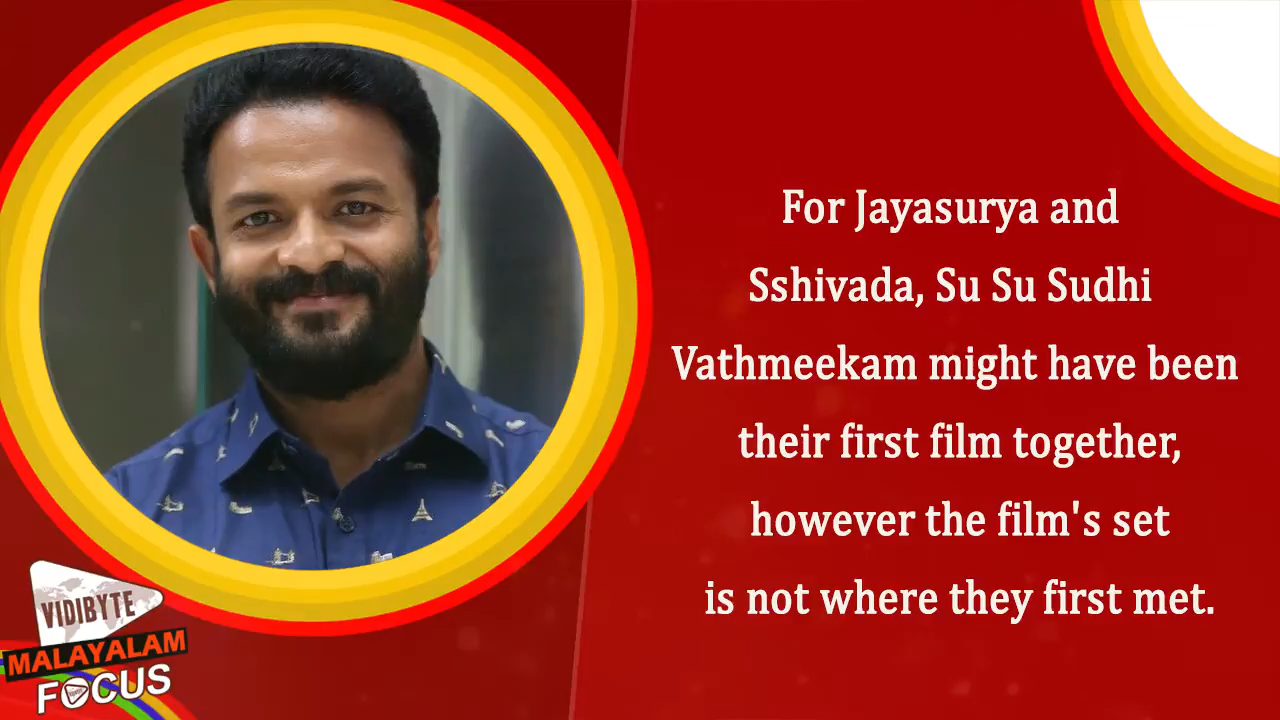 For Jayasurya and
Sshivada, Su Su Sudhi
Vathmeekam might have been
their first film together,
however the film's set
is not where they first met.
VIDIBYTE
MALAYALAM
FOCUS